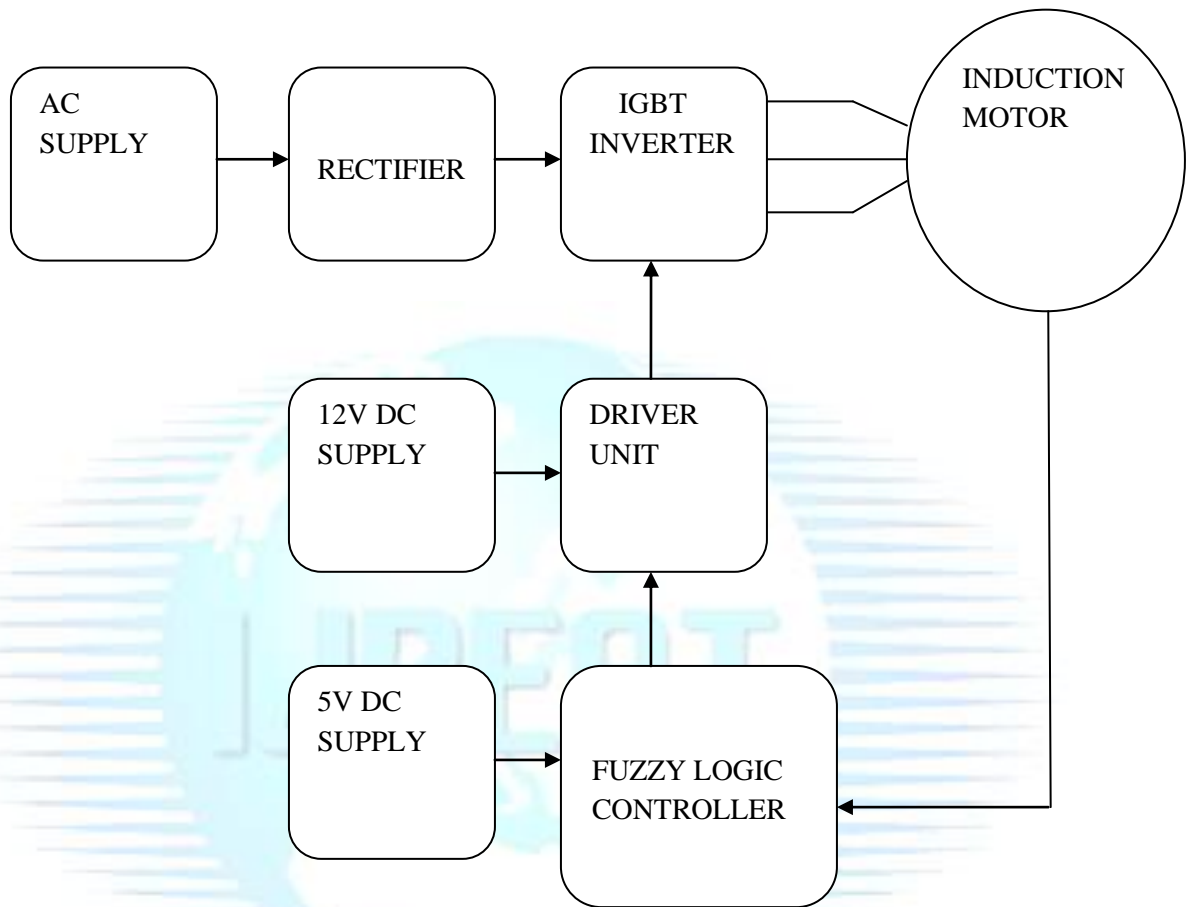 AC
SUPPLY
RECTIFIER
IGBT
INVERTER
INDUCTION
MOTOR
12V DC
SUPPLY
DRIVER
UNIT
5V DC
SUPPLY
FUZZY LOGIC
CONTROLLER